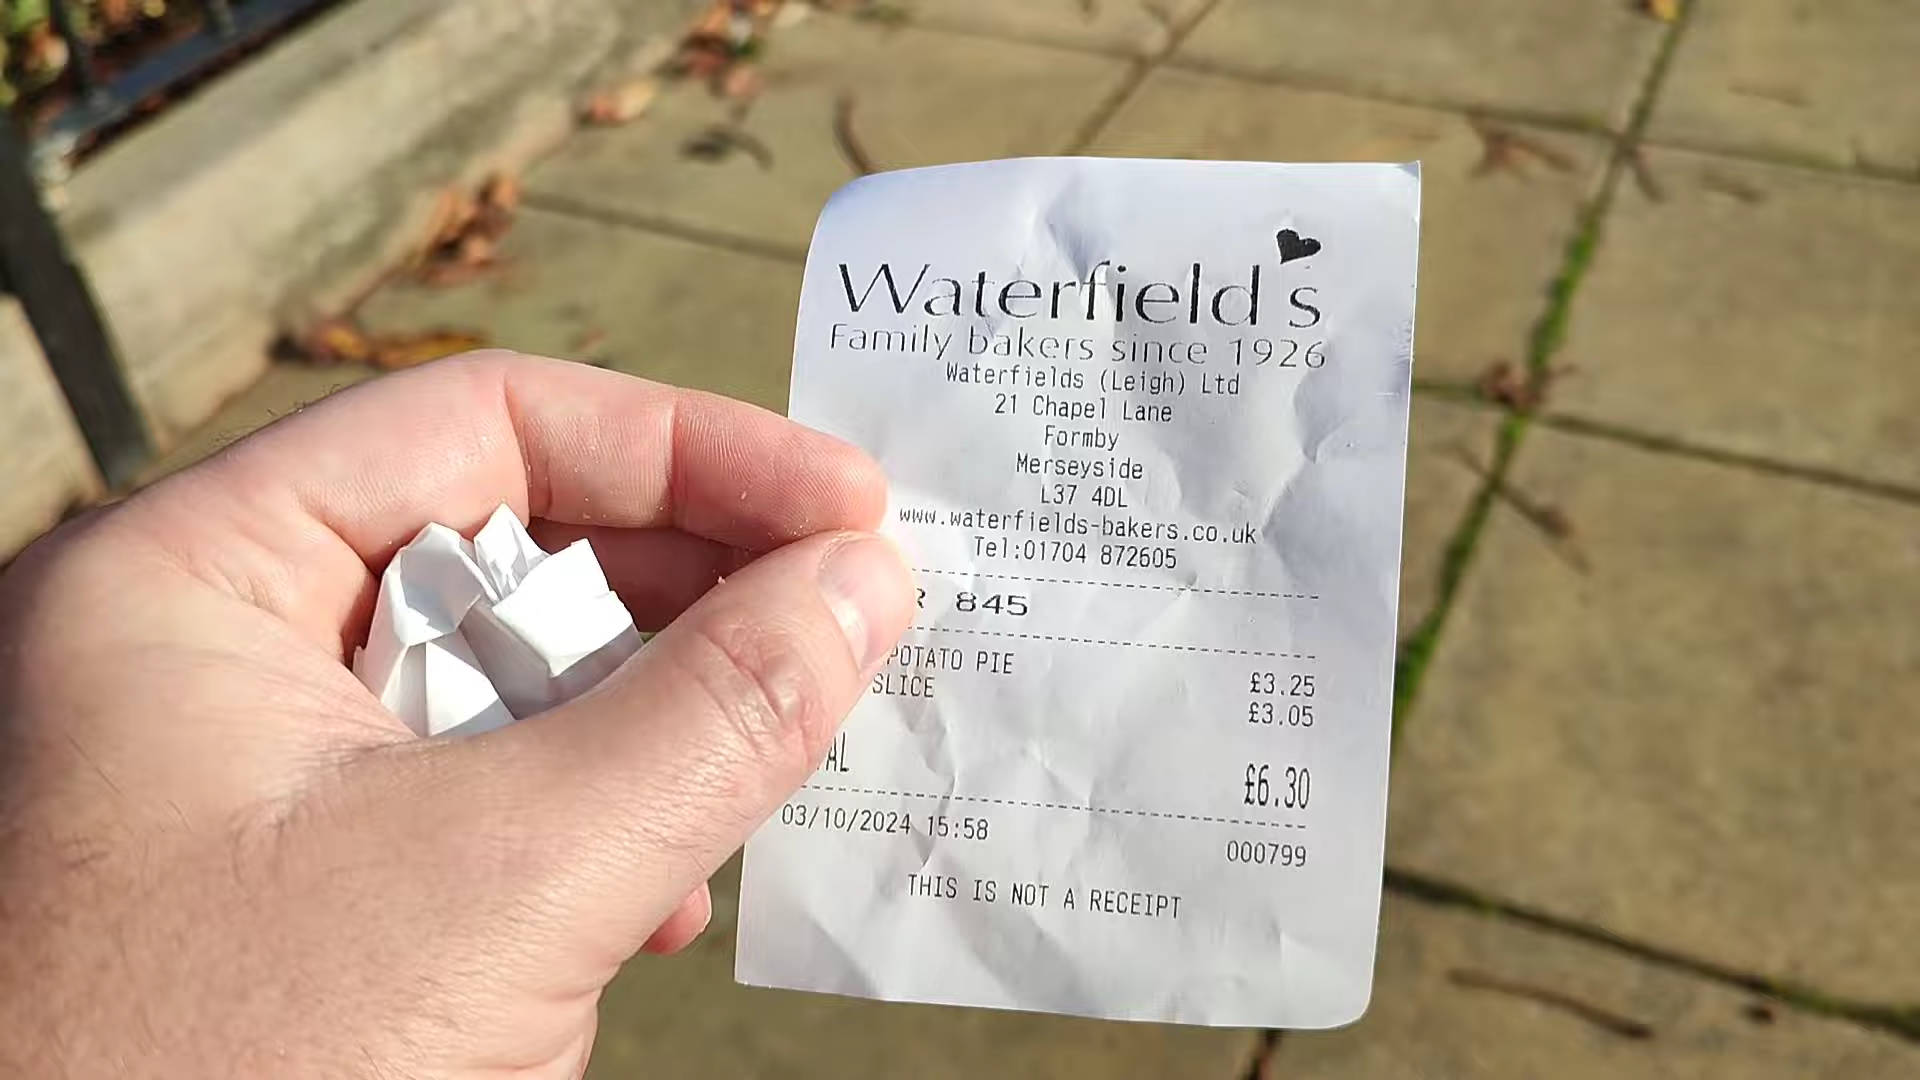 Waterfield's
Family bakers since 1926
Waterfields (Leigh) Ltd
21 Chapel Lane
Formby
Merseyside
L37 4DL
www.waterfields-bakers.co.uk
Tel:01704 872605
845
POTATO PIE £3.25
SLICE £3.05
£6.30
03/10/2024 15:58
000799
THIS IS NOT A RECEIPT